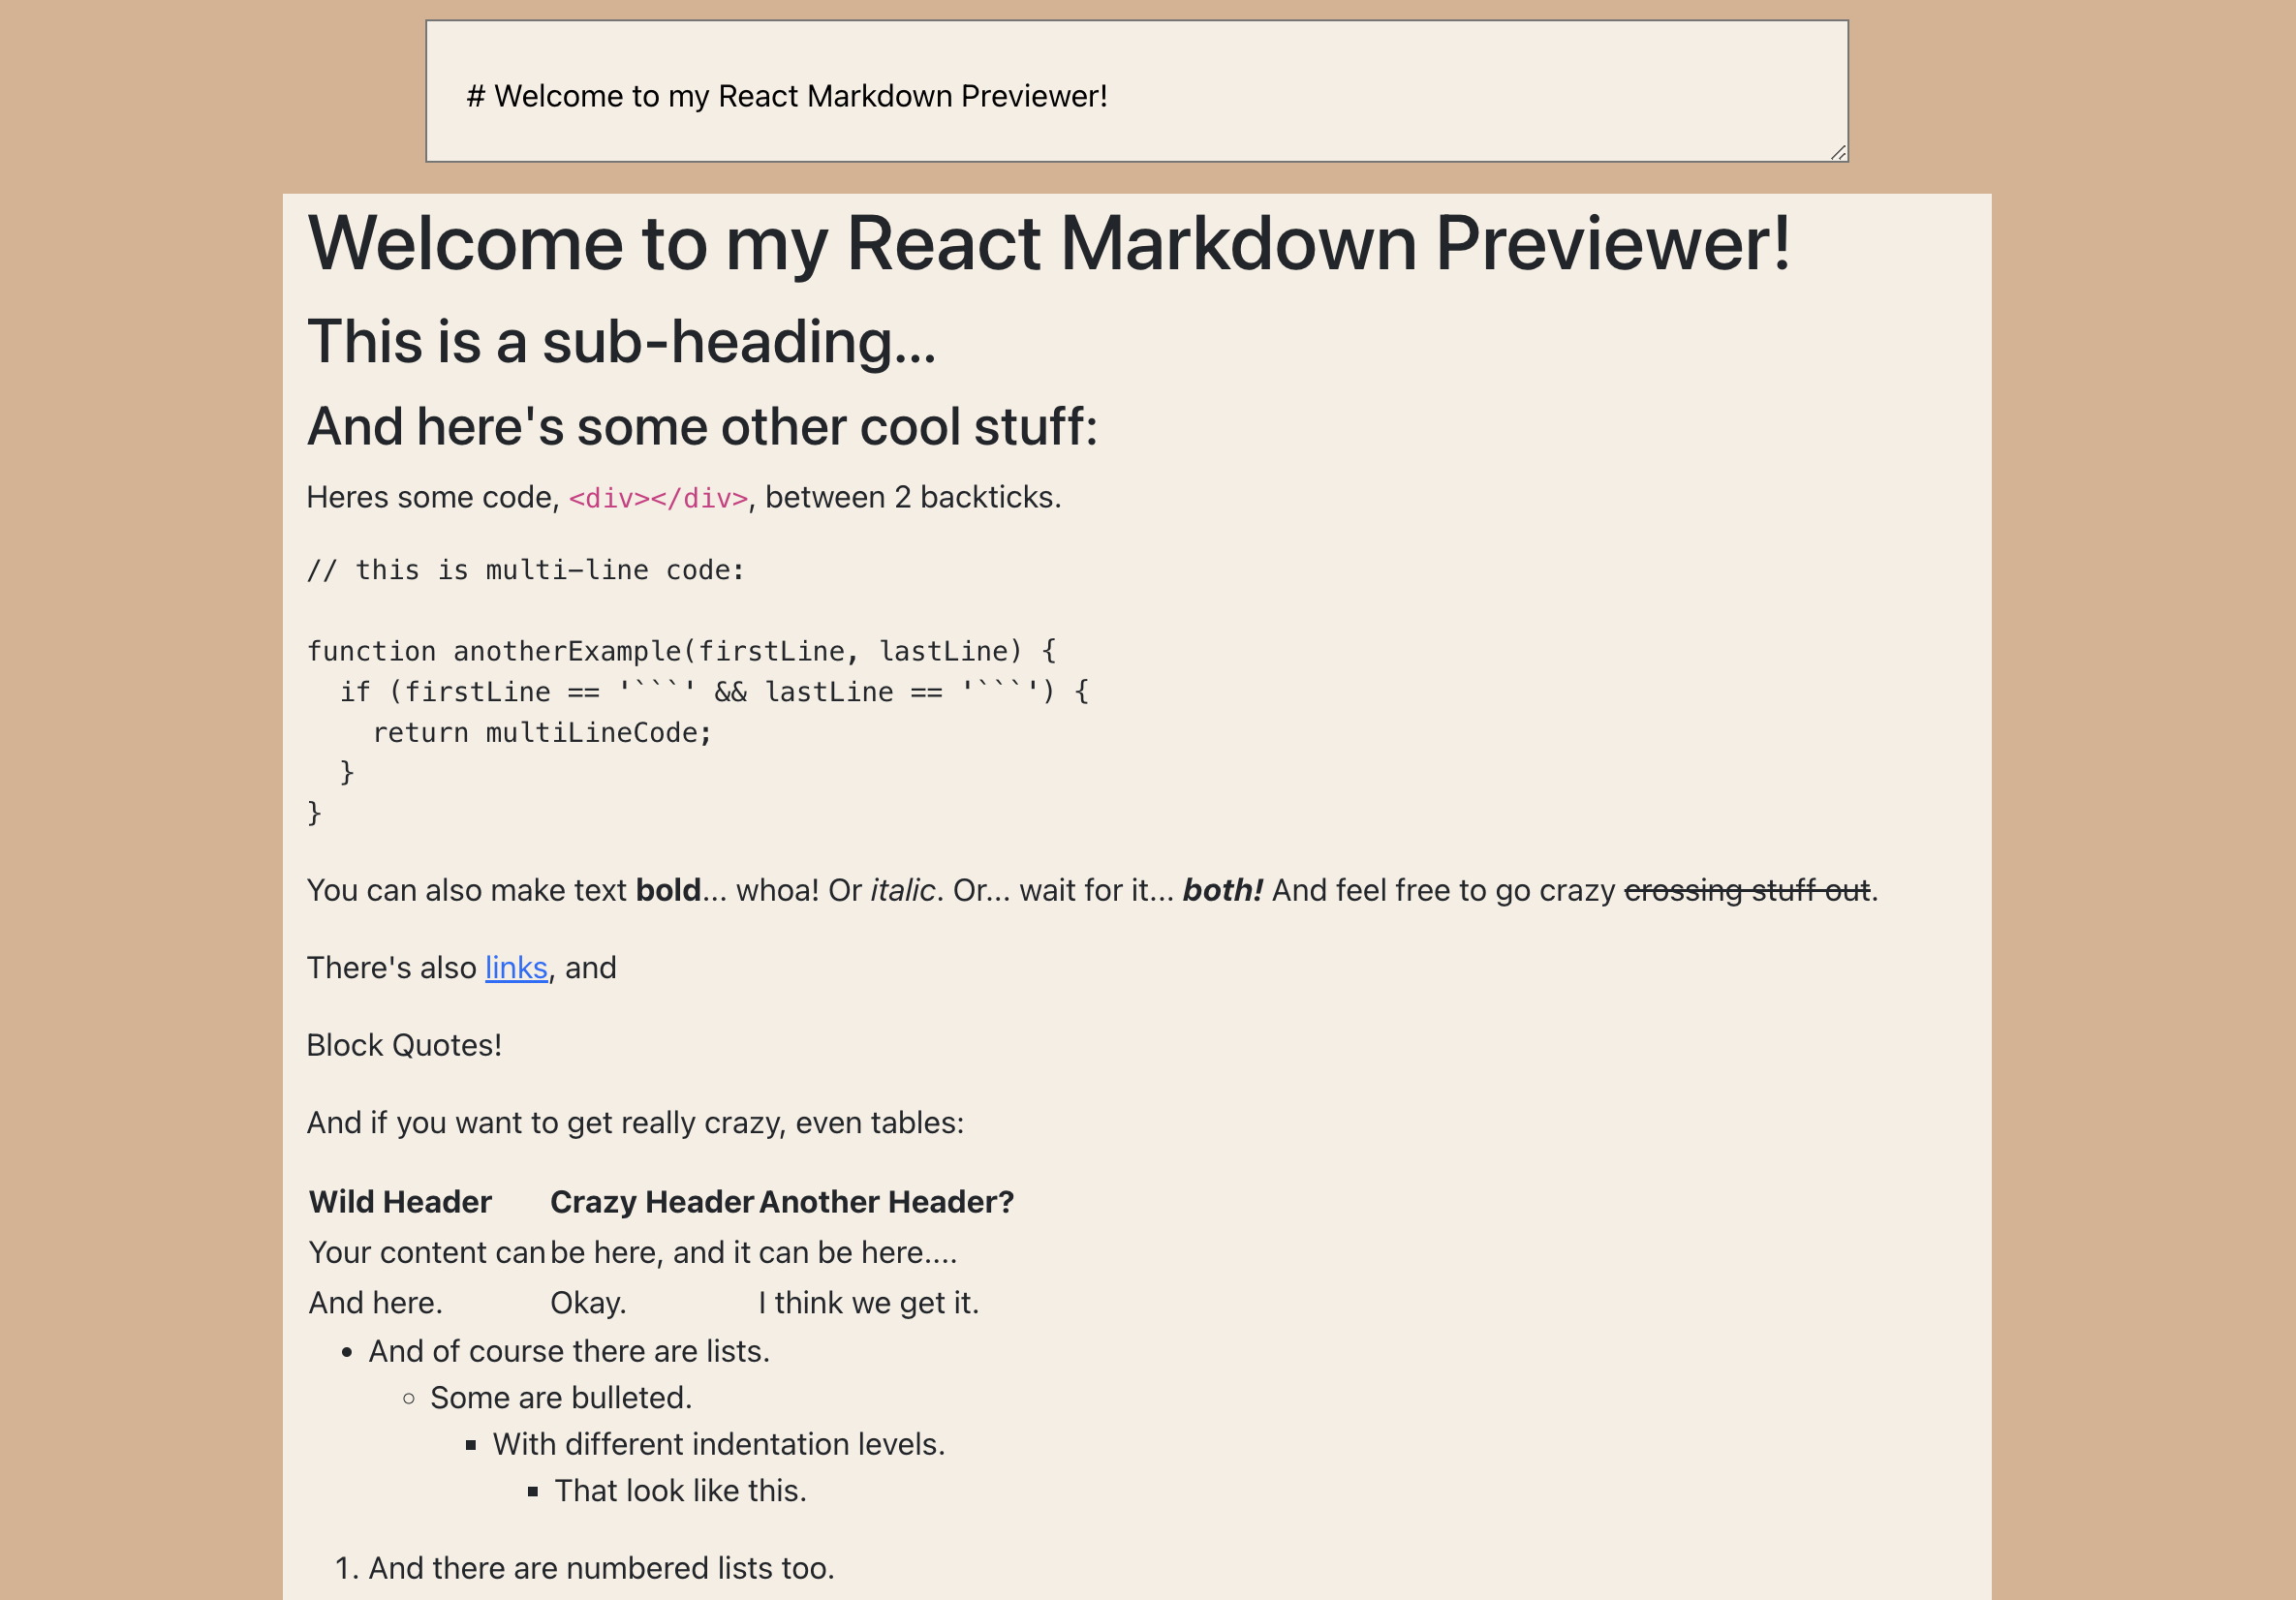 # Welcome to my React Markdown Previewer!
Welcome to my React Markdown Previewer!
This is a sub-heading...
And here's some other cool stuff:
Heres some code, <div></div>, between 2 backticks.
// this is multi-line code:
function anotherExample(firstLine, lastLine) {
  if (firstLine == '```' && lastLine == '```') {
    return multiLineCode;
  }
}
You can also make text bold... whoa! Or italic. Or... wait for it... both! And feel free to go crazy crossing stuff out.
There's also links, and
Block Quotes!
And if you want to get really crazy, even tables:
Wild Header Crazy Header Another Header?
Your content can be here, and it can be here....
And here. Okay. I think we get it.
• And of course there are lists.
◦ Some are bulleted.
▪ With different indentation levels.
▪ That look like this.
1. And there are numbered lists too.